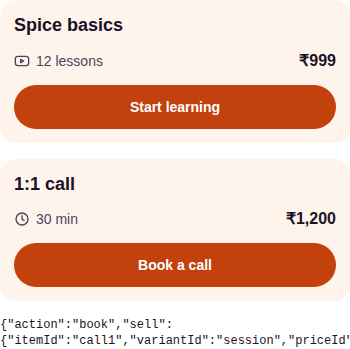 Spice basics
12 lessons ₹999
Start learning
1:1 call
30 min ₹1,200
Book a call
{"action":"book","sell":
{"itemId":"call1","variantId":"session","priceId"